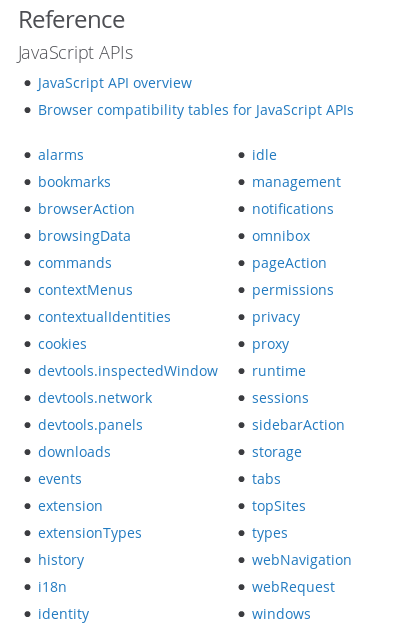 Reference
JavaScript APIs
JavaScript API overview
Browser compatibility tables for JavaScript APIs
alarms
bookmarks
browserAction
browsingData
commands
contextMenus
contextualIdentities
cookies
devtools.inspectedWindow
devtools.network
devtools.panels
downloads
events
extension
extensionTypes
history
i18n
identity
idle
management
notifications
omnibox
pageAction
permissions
privacy
proxy
runtime
sessions
sidebarAction
storage
tabs
topSites
types
webNavigation
webRequest
windows